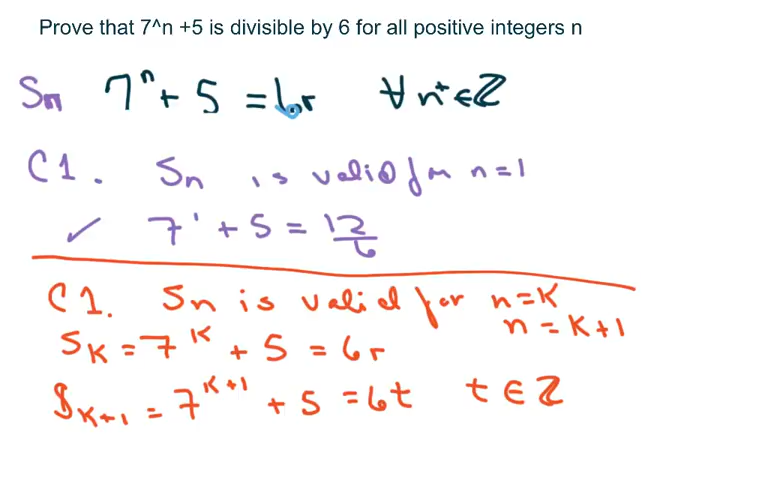 Prove that 7^n +5 is divisible by 6 for all positive integers n
Sn 7ⁿ + 5 = 6r ∀ n⁺ ∈ ℤ
C1. Sn is valid for n=1
✓ 7¹ + 5 = 12/6
C1. Sn is valid for n=K
n=K+1
S_K = 7^K + 5 = 6r
S_K+1 = 7^K+1 + 5 = 6t t ∈ ℤ